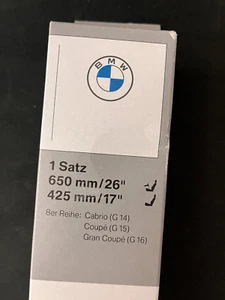 BMW
1 Satz
650 mm/26"
425 mm/17"
8er Reihe: Cabrio (G 14)
Coupé (G 15)
Gran Coupé (G 16)